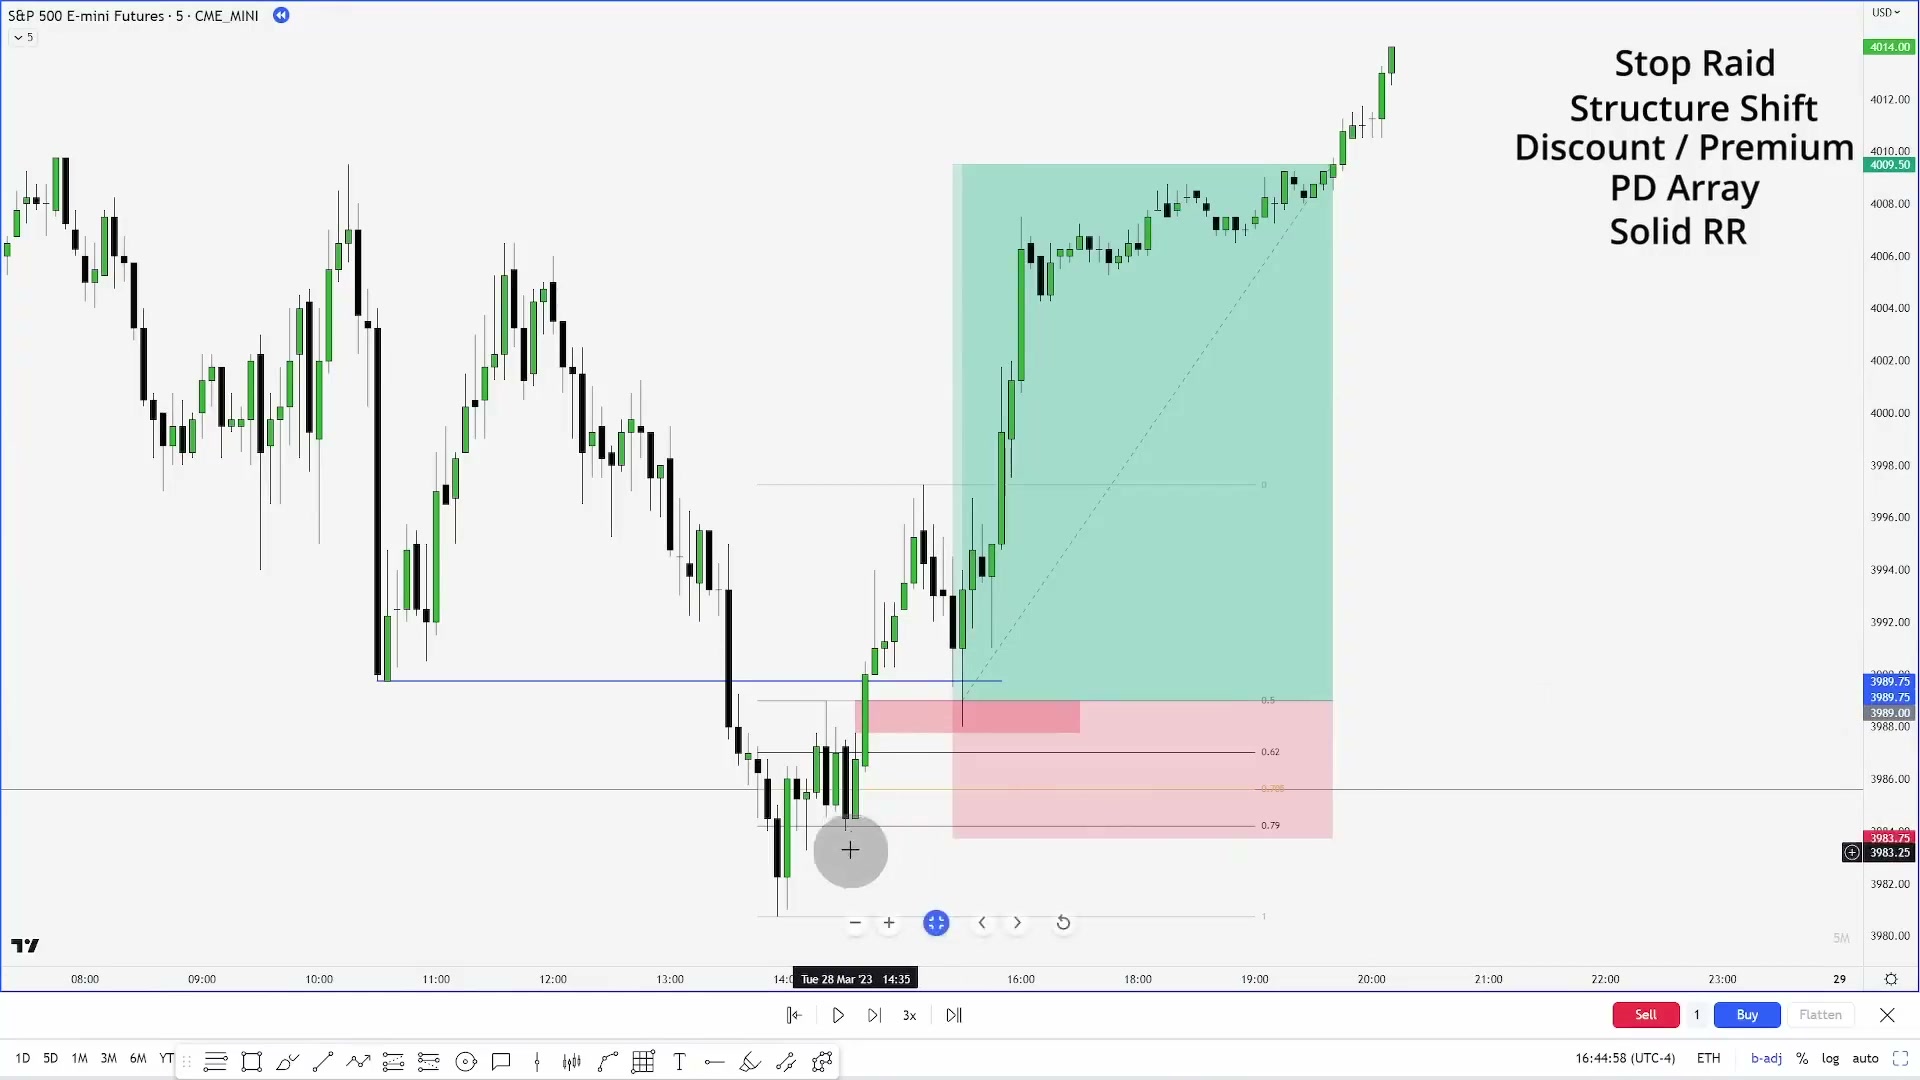 S&P 500 E-mini Futures · 5 · CME_MINI
USD
5
4014.00
Stop Raid
Structure Shift
Discount / Premium
PD Array
Solid RR
4012.00
4010.00
4009.50
4008.00
4006.00
4004.00
4002.00
4000.00
3998.00
3996.00
3994.00
3992.00
3989.75
3989.75
3989.00
3988.00
3986.00
3983.75
3983.25
3982.00
3980.00
0
0.5
0.62
0.79
1
5M
08:00 09:00 10:00 11:00 12:00 13:00 Tue 28 Mar '23 14:35 16:00 17:00 18:00 19:00 20:00 21:00 22:00 23:00 29
3x
Sell 1 Buy Flatten
1D 5D 1M 3M 6M YT
16:44:58 (UTC-4) ETH b-adj % log auto